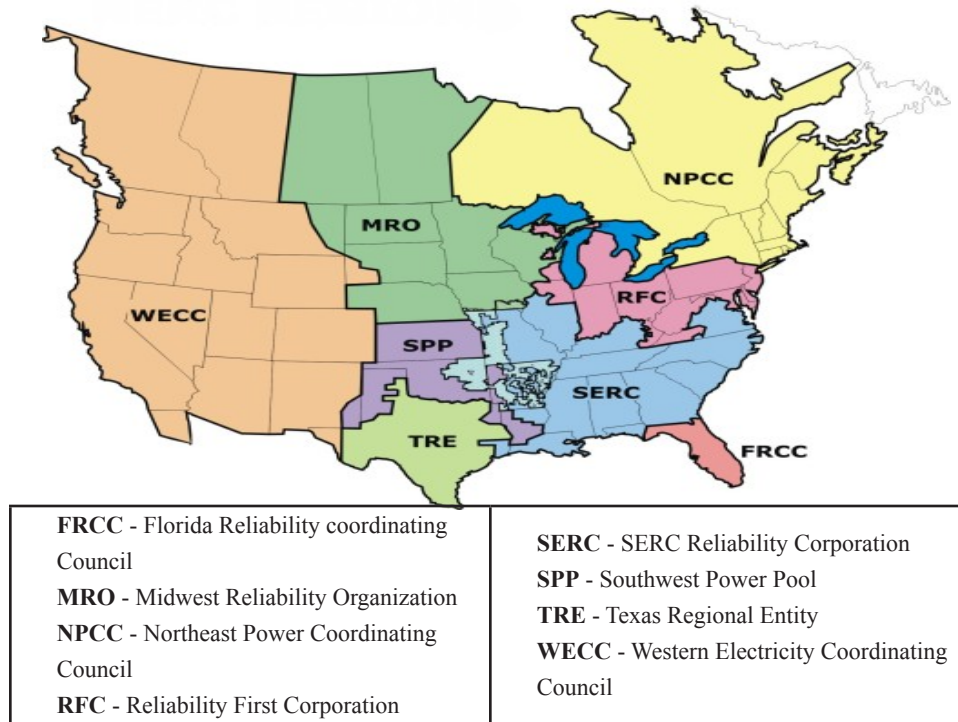 NPCC
MRO
RFC
WECC
SPP
SERC
TRE
FRCC
FRCC - Florida Reliability coordinating
Council
MRO - Midwest Reliability Organization
NPCC - Northeast Power Coordinating
Council
RFC - Reliability First Corporation
SERC - SERC Reliability Corporation
SPP - Southwest Power Pool
TRE - Texas Regional Entity
WECC - Western Electricity Coordinating
Council